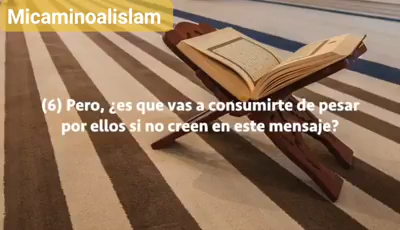 Micaminoalislam
(6) Pero, ¿es que vas a consumirte de pesar
por ellos si no creen en este mensaje?